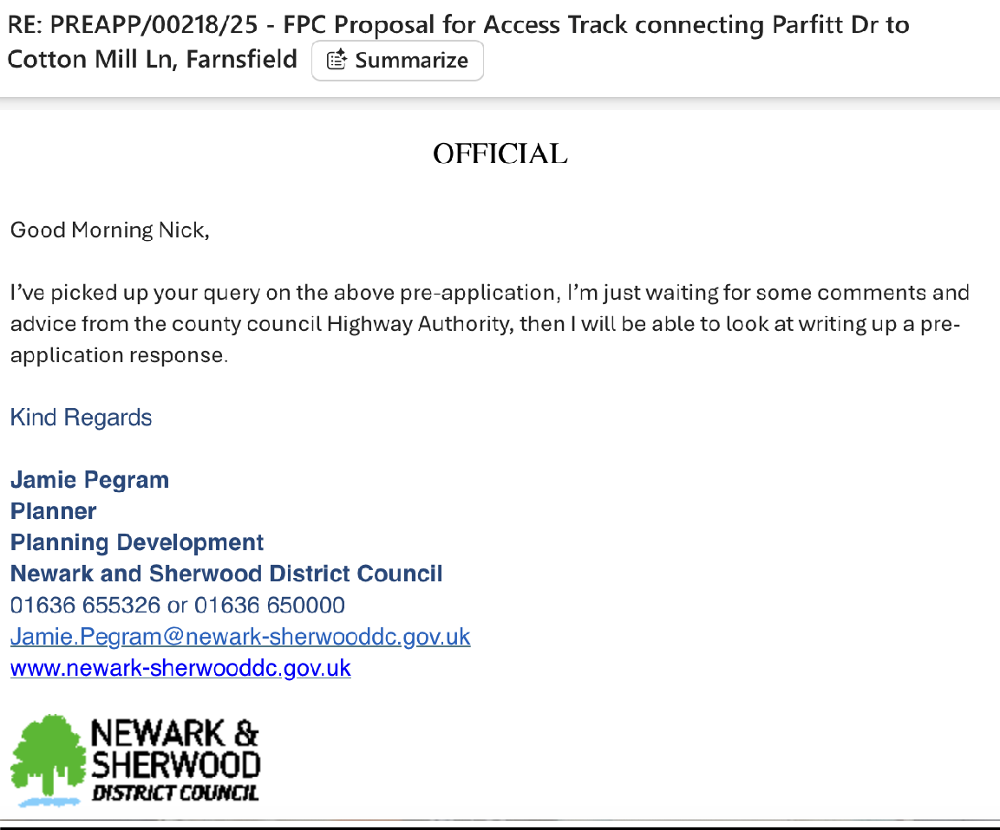 RE: PREAPP/00218/25 - FPC Proposal for Access Track connecting Parfitt Dr to
Cotton Mill Ln, Farnsfield Summarize
OFFICIAL
Good Morning Nick,
I’ve picked up your query on the above pre-application, I’m just waiting for some comments and
advice from the county council Highway Authority, then I will be able to look at writing up a pre-
application response.
Kind Regards
Jamie Pegram
Planner
Planning Development
Newark and Sherwood District Council
01636 655326 or 01636 650000
Jamie.Pegram@newark-sherwooddc.gov.uk
www.newark-sherwooddc.gov.uk
NEWARK &
SHERWOOD
DISTRICT COUNCIL